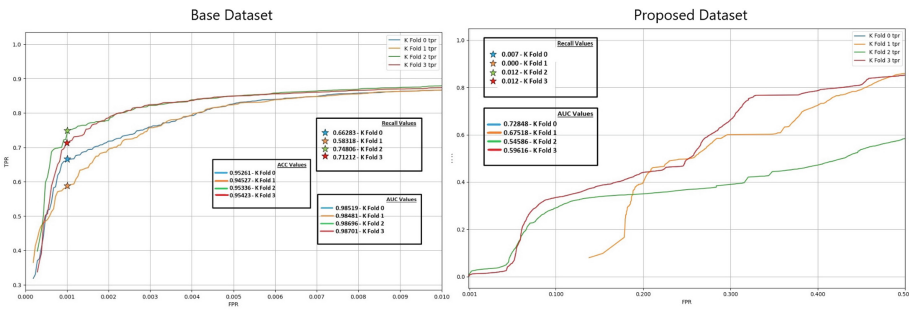 Base Dataset
K Fold 0 tpr
K Fold 1 tpr
K Fold 2 tpr
K Fold 3 tpr
1.0
0.9
0.8
0.7
0.6
0.5
0.4
0.3
TPR
Recall Values
0.66283 - K Fold 0
0.58318 - K Fold 1
0.74806 - K Fold 2
0.71212 - K Fold 3
ACC Values
0.95261 - K Fold 0
0.94527 - K Fold 1
0.95336 - K Fold 2
0.95423 - K Fold 3
AUC Values
0.98519 - K Fold 0
0.98481 - K Fold 1
0.98696 - K Fold 2
0.98701 - K Fold 3
0.000 0.001 0.002 0.003 0.004 0.005 0.006 0.007 0.008 0.009 0.010
FPR
Proposed Dataset
K Fold 0 tpr
K Fold 1 tpr
K Fold 2 tpr
K Fold 3 tpr
1.0
0.8
0.6
0.4
0.2
0.0
Recall Values
0.007 - K Fold 0
0.000 - K Fold 1
0.012 - K Fold 2
0.012 - K Fold 3
AUC Values
0.72848 - K Fold 0
0.67518 - K Fold 1
0.54586 - K Fold 2
0.59616 - K Fold 3
0.001 0.100 0.200 0.300 0.400 0.50
FPR